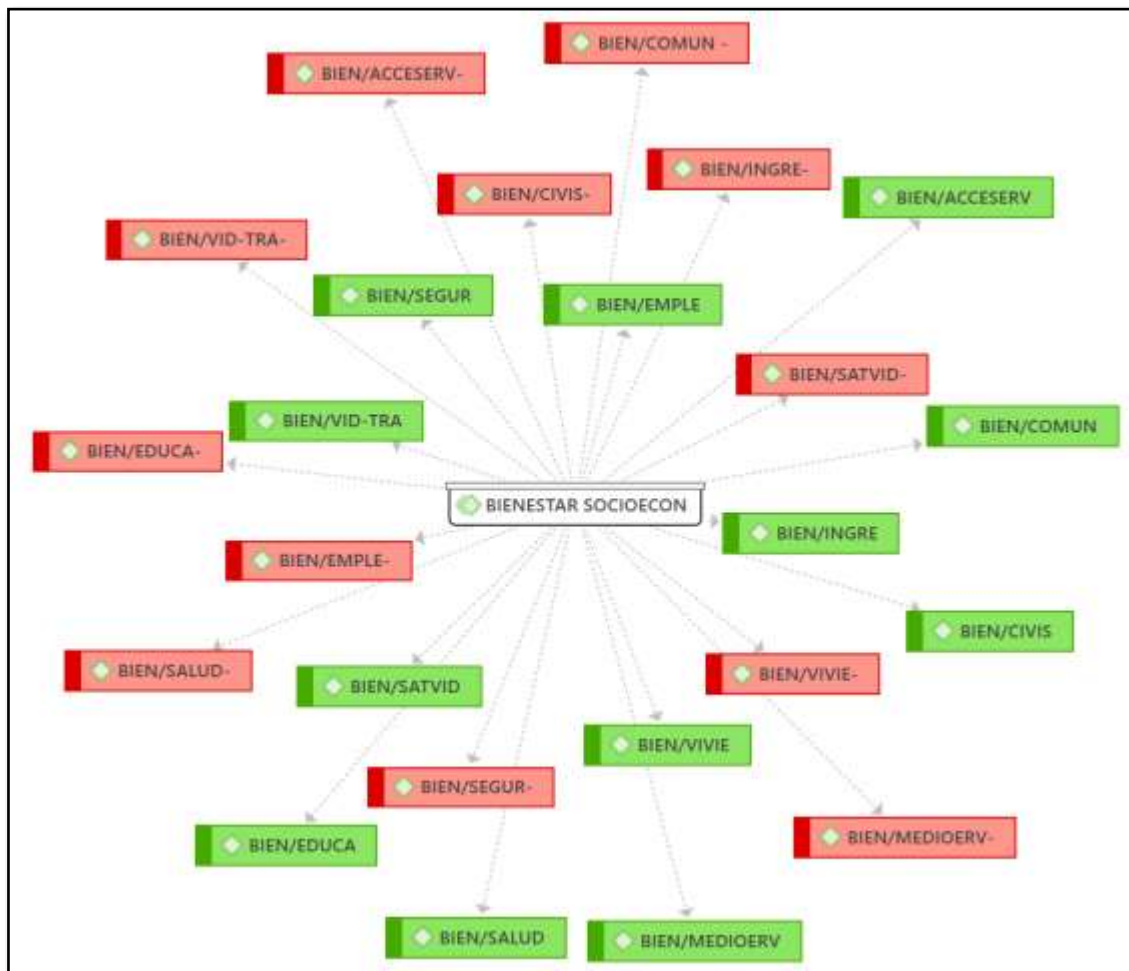 BIEN/COMUN -
BIEN/ACCESERV-
BIEN/INGRE-
BIEN/CIVIS-
BIEN/ACCESERV
BIEN/VID-TRA-
BIEN/SEGUR
BIEN/EMPLE
BIEN/SATVID-
BIEN/VID-TRA
BIEN/COMUN
BIEN/EDUCA-
BIENESTAR SOCIOECON
BIEN/INGRE
BIEN/EMPLE-
BIEN/CIVIS
BIEN/SALUD-
BIEN/VIVIE-
BIEN/SATVID
BIEN/VIVIE
BIEN/SEGUR-
BIEN/MEDIOERV-
BIEN/EDUCA
BIEN/SALUD
BIEN/MEDIOERV